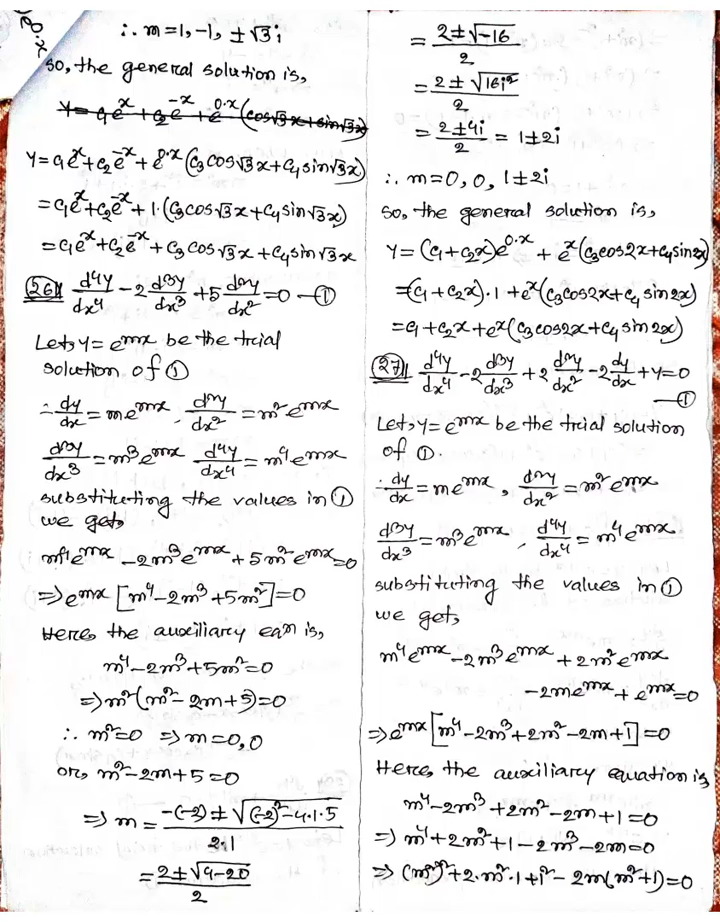 0.x
∴ m=1, -1, ±√3i
so, the general solution is,
y = c₁eˣ + c₂e⁻ˣ + e^{0·x}(cos√3x + sin√3x)
y = c₁eˣ + c₂e⁻ˣ + e^{0·x}(c₃cos√3x + c₄sin√3x)
= c₁eˣ + c₂e⁻ˣ + 1·(c₃cos√3x + c₄sin√3x)
= c₁eˣ + c₂e⁻ˣ + c₃cos√3x + c₄sin√3x
26 d⁴y/dx⁴ - 2 d³y/dx³ + 5 d²y/dx² = 0 —①
Let, y = e^{mx} be the trial
solution of ①
∴ dy/dx = me^{mx}, d²y/dx² = m²e^{mx}
d³y/dx³ = m³e^{mx}, d⁴y/dx⁴ = m⁴e^{mx}
substituting the values in ①
we get,
m⁴e^{mx} - 2m³e^{mx} + 5m²e^{mx} = 0
⇒ e^{mx}[m⁴ - 2m³ + 5m²] = 0
Here, the auxiliary eqn is,
m⁴ - 2m³ + 5m² = 0
⇒ m²(m² - 2m + 5) = 0
∴ m² = 0 ⇒ m = 0, 0
or, m² - 2m + 5 = 0
⇒ m = (-(-2) ± √((-2)² - 4·1·5))/2·1
= (2 ± √(4-20))/2
= (2 ± √-16)/2
= (2 ± √16i²)/2
= (2 ± 4i)/2 = 1 ± 2i
∴ m = 0, 0, 1 ± 2i
so, the general solution is,
y = (c₁ + c₂x)e^{0·x} + eˣ(c₃cos2x + c₄sin2x)
= (c₁ + c₂x)·1 + eˣ(c₃cos2x + c₄sin2x)
= c₁ + c₂x + eˣ(c₃cos2x + c₄sin2x)
27 d⁴y/dx⁴ - 2 d³y/dx³ + 2 d²y/dx² - 2 dy/dx + y = 0
—①
Let, y = e^{mx} be the trial solution
of ①.
∴ dy/dx = me^{mx}, d²y/dx² = m²e^{mx}
d³y/dx³ = m³e^{mx}, d⁴y/dx⁴ = m⁴e^{mx}
substituting the values in ①
we get,
m⁴e^{mx} - 2m³e^{mx} + 2m²e^{mx}
- 2me^{mx} + e^{mx} = 0
⇒ e^{mx}[m⁴ - 2m³ + 2m² - 2m + 1] = 0
Here, the auxiliary equation is,
m⁴ - 2m³ + 2m² - 2m + 1 = 0
⇒ m⁴ + 2m² + 1 - 2m³ - 2m = 0
⇒ (m²)² + 2·m²·1 + 1² - 2m(m² + 1) = 0